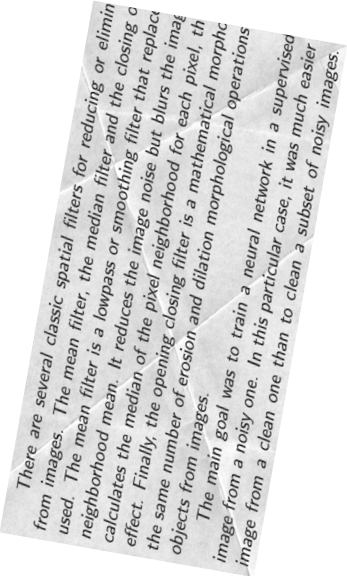 There are several classic spatial filters for reducing or elimin
from images. The mean filter, the median filter and the closing o
used. The mean filter is a lowpass or smoothing filter that replace
neighborhood mean. It reduces the image noise but blurs the imag
calculates the median of the pixel neighborhood for each pixel, th
effect. Finally, the opening closing filter is a mathematical morpho
the same number of erosion and dilation morphological operations
objects from images.
The main goal was to train a neural network in a supervised
image from a noisy one. In this particular case, it was much easier
image from a clean one than to clean a subset of noisy images.